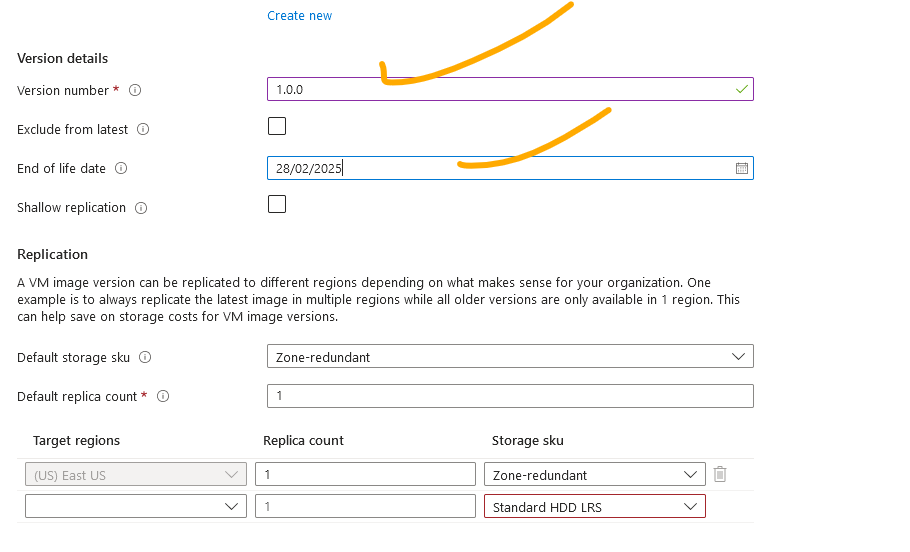 Create new
Version details
Version number *
1.0.0
Exclude from latest
End of life date
28/02/2025
Shallow replication
Replication
A VM image version can be replicated to different regions depending on what makes sense for your organization. One
example is to always replicate the latest image in multiple regions while all older versions are only available in 1 region. This
can help save on storage costs for VM image versions.
Default storage sku
Zone-redundant
Default replica count *
1
Target regions Replica count Storage sku
(US) East US 1 Zone-redundant
1 Standard HDD LRS